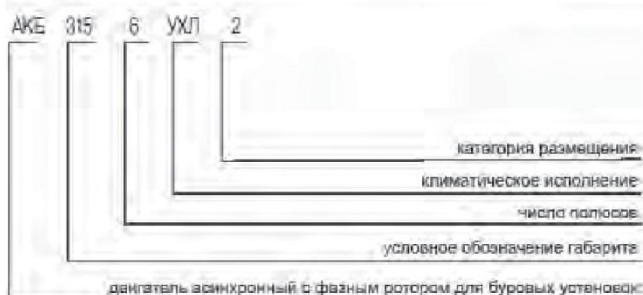 АКБ 315 6 УХЛ 2
категория размещения
климатическое исполнение
число полюсов
условное обозначение габарита
двигатель асинхронный с фазным ротором для буровых установок